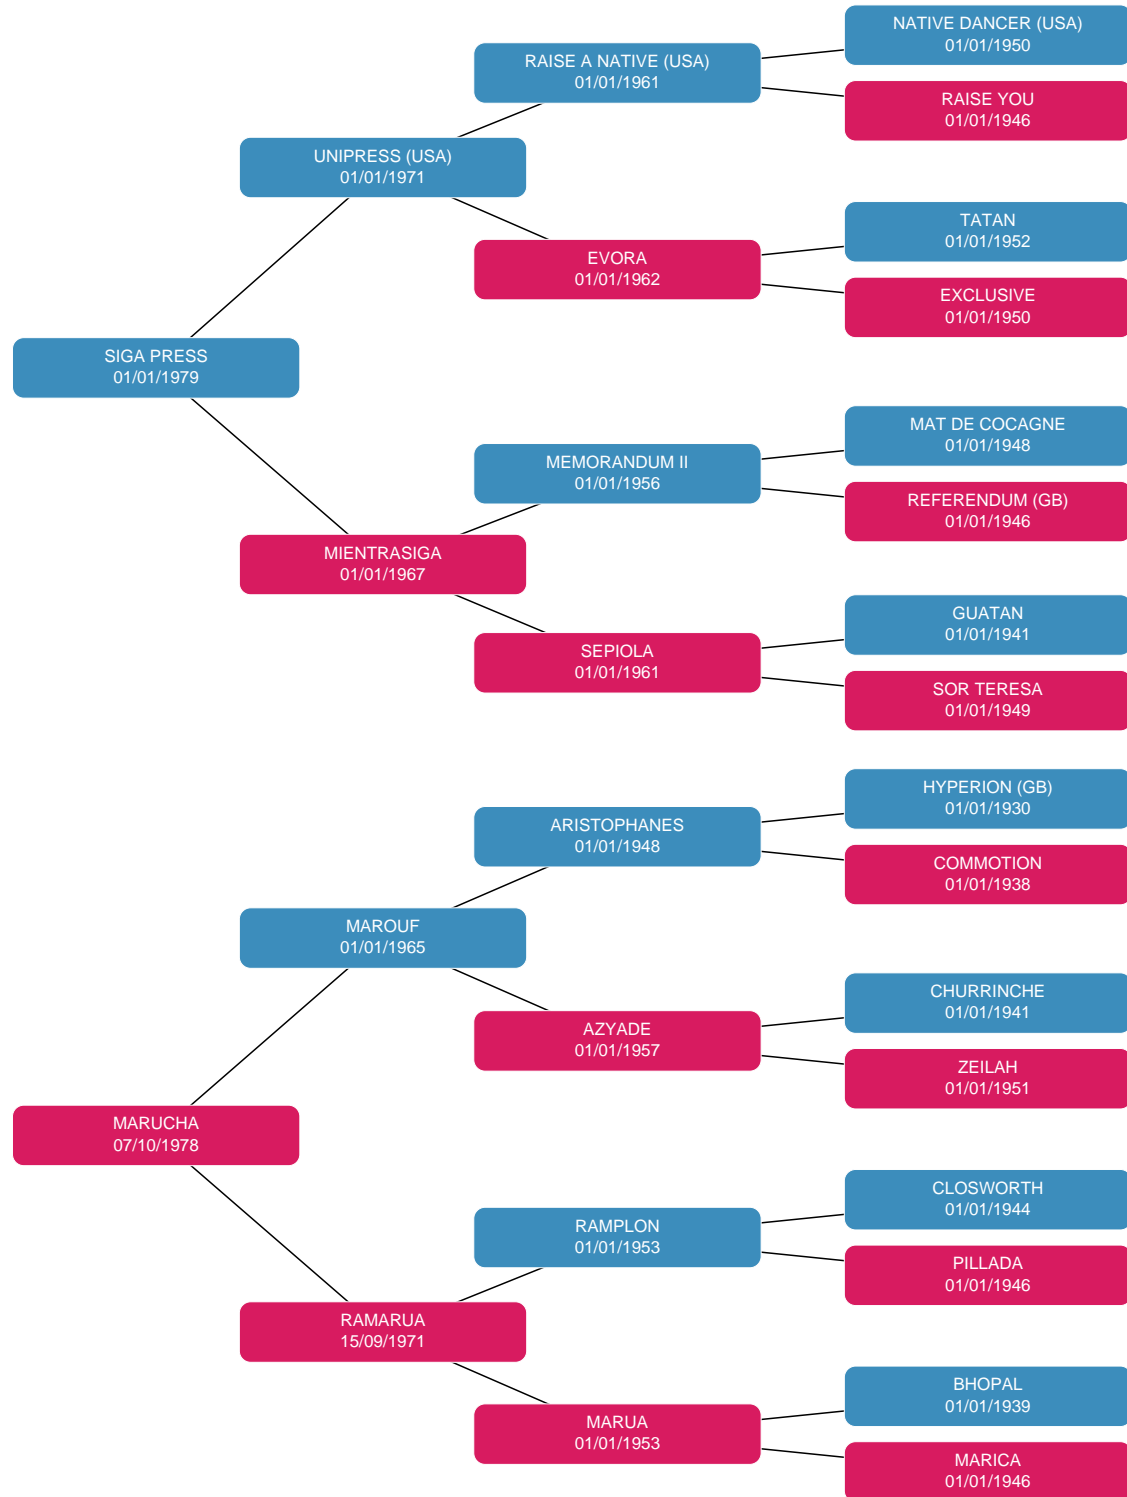 NATIVE DANCER (USA)
01/01/1950
RAISE A NATIVE (USA)
01/01/1961
RAISE YOU
01/01/1946
UNIPRESS (USA)
01/01/1971
TATAN
01/01/1952
EVORA
01/01/1962
EXCLUSIVE
01/01/1950
SIGA PRESS
01/01/1979
MAT DE COCAGNE
01/01/1948
MEMORANDUM II
01/01/1956
REFERENDUM (GB)
01/01/1946
MIENTRASIGA
01/01/1967
GUATAN
01/01/1941
SEPIOLA
01/01/1961
SOR TERESA
01/01/1949
HYPERION (GB)
01/01/1930
ARISTOPHANES
01/01/1948
COMMOTION
01/01/1938
MAROUF
01/01/1965
CHURRINCHE
01/01/1941
AZYADE
01/01/1957
ZEILAH
01/01/1951
MARUCHA
07/10/1978
CLOSWORTH
01/01/1944
RAMPLON
01/01/1953
PILLADA
01/01/1946
RAMARUA
15/09/1971
BHOPAL
01/01/1939
MARUA
01/01/1953
MARICA
01/01/1946